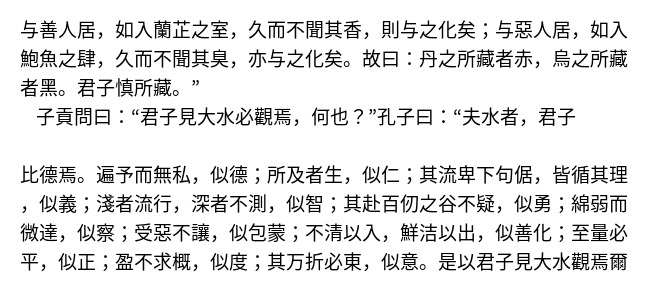 与善人居，如入蘭芷之室，久而不聞其香，則与之化矣；与惡人居，如入
鮑魚之肆，久而不聞其臭，亦与之化矣。故曰：丹之所藏者赤，烏之所藏
者黑。君子慎所藏。”
子貢問曰：“君子見大水必觀焉，何也？”孔子曰：“夫水者，君子
比德焉。遍予而無私，似德；所及者生，似仁；其流卑下句倨，皆循其理
，似義；淺者流行，深者不測，似智；其赴百仞之谷不疑，似勇；綿弱而
微達，似察；受惡不讓，似包蒙；不清以入，鮮洁以出，似善化；至量必
平，似正；盈不求概，似度；其万折必東，似意。是以君子見大水觀焉爾